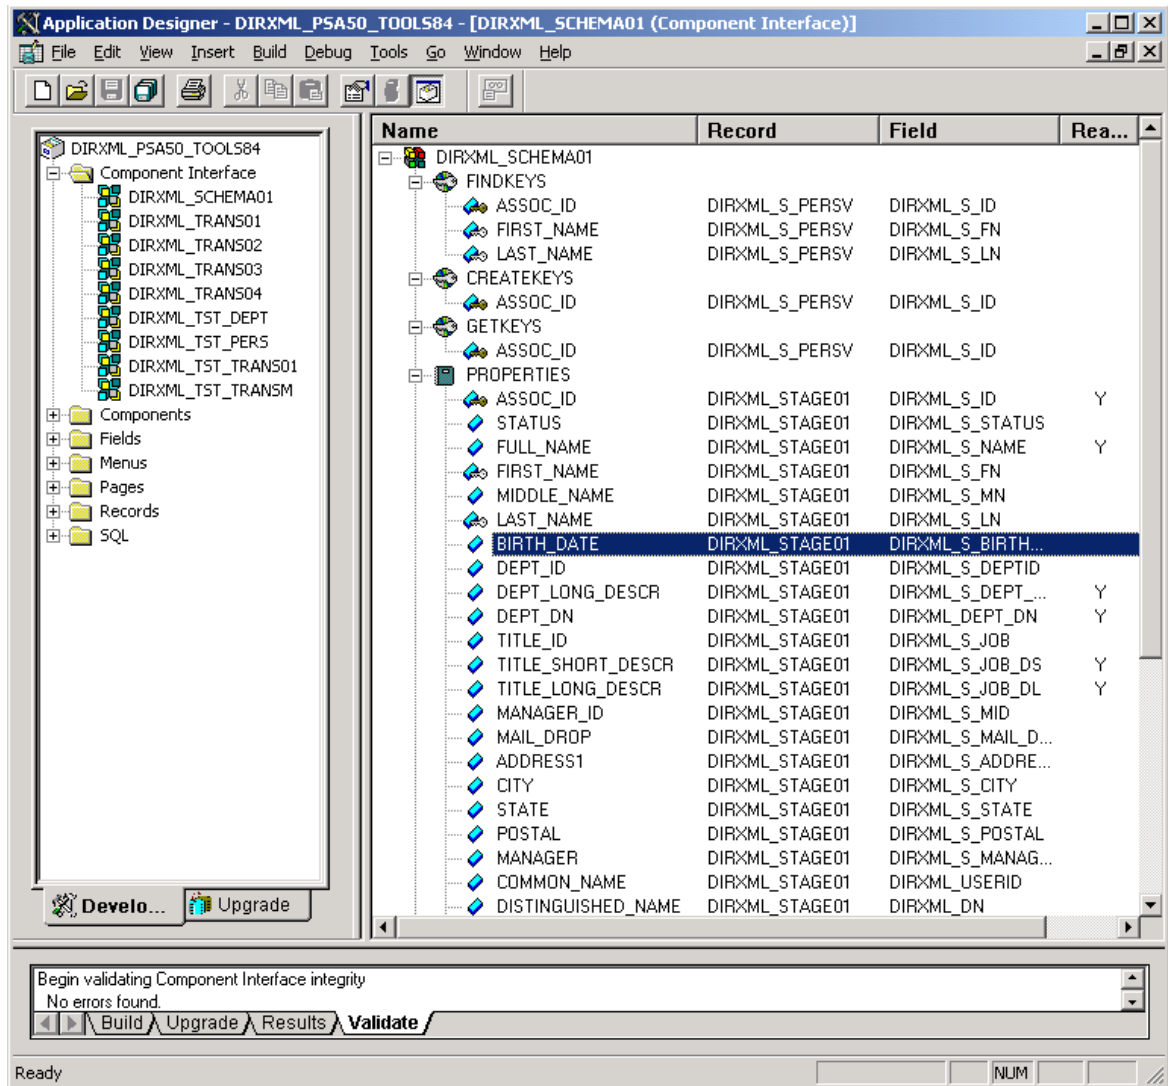 Application Designer - DIRXML_PSA50_TOOLS84 - [DIRXML_SCHEMA01 (Component Interface)]
File Edit View Insert Build Debug Tools Go Window Help
DIRXML_PSA50_TOOLS84
Component Interface
DIRXML_SCHEMA01
DIRXML_TRANS01
DIRXML_TRANS02
DIRXML_TRANS03
DIRXML_TRANS04
DIRXML_TST_DEPT
DIRXML_TST_PERS
DIRXML_TST_TRANS01
DIRXML_TST_TRANSM
Components
Fields
Menus
Pages
Records
SQL
Develo... Upgrade
Name Record Field Rea...
DIRXML_SCHEMA01
FINDKEYS
ASSOC_ID DIRXML_S_PERSV DIRXML_S_ID
FIRST_NAME DIRXML_S_PERSV DIRXML_S_FN
LAST_NAME DIRXML_S_PERSV DIRXML_S_LN
CREATEKEYS
ASSOC_ID DIRXML_S_PERSV DIRXML_S_ID
GETKEYS
ASSOC_ID DIRXML_S_PERSV DIRXML_S_ID
PROPERTIES
ASSOC_ID DIRXML_STAGE01 DIRXML_S_ID Y
STATUS DIRXML_STAGE01 DIRXML_S_STATUS
FULL_NAME DIRXML_STAGE01 DIRXML_S_NAME Y
FIRST_NAME DIRXML_STAGE01 DIRXML_S_FN
MIDDLE_NAME DIRXML_STAGE01 DIRXML_S_MN
LAST_NAME DIRXML_STAGE01 DIRXML_S_LN
BIRTH_DATE DIRXML_STAGE01 DIRXML_S_BIRTH...
DEPT_ID DIRXML_STAGE01 DIRXML_S_DEPTID
DEPT_LONG_DESCR DIRXML_STAGE01 DIRXML_S_DEPT_... Y
DEPT_DN DIRXML_STAGE01 DIRXML_DEPT_DN Y
TITLE_ID DIRXML_STAGE01 DIRXML_S_JOB
TITLE_SHORT_DESCR DIRXML_STAGE01 DIRXML_S_JOB_DS Y
TITLE_LONG_DESCR DIRXML_STAGE01 DIRXML_S_JOB_DL Y
MANAGER_ID DIRXML_STAGE01 DIRXML_S_MID
MAIL_DROP DIRXML_STAGE01 DIRXML_S_MAIL_D...
ADDRESS1 DIRXML_STAGE01 DIRXML_S_ADDRE...
CITY DIRXML_STAGE01 DIRXML_S_CITY
STATE DIRXML_STAGE01 DIRXML_S_STATE
POSTAL DIRXML_STAGE01 DIRXML_S_POSTAL
MANAGER DIRXML_STAGE01 DIRXML_S_MANAG...
COMMON_NAME DIRXML_STAGE01 DIRXML_USERID
DISTINGUISHED_NAME DIRXML_STAGE01 DIRXML_DN
Begin validating Component Interface integrity
No errors found.
Build Upgrade Results Validate
Ready NUM